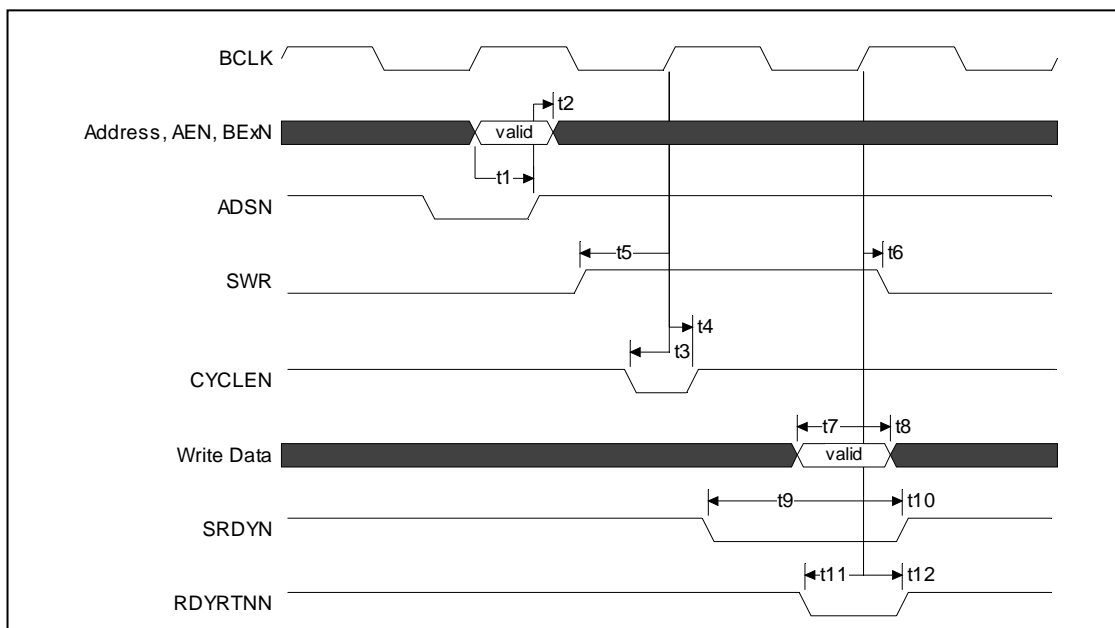 BCLK
t2
Address, AEN, BExN
valid
t1
ADSN
t5
t6
SWR
t4
t3
CYCLEN
t7
t8
Write Data
valid
t9
t10
SRDYN
t11
t12
RDYRTNN